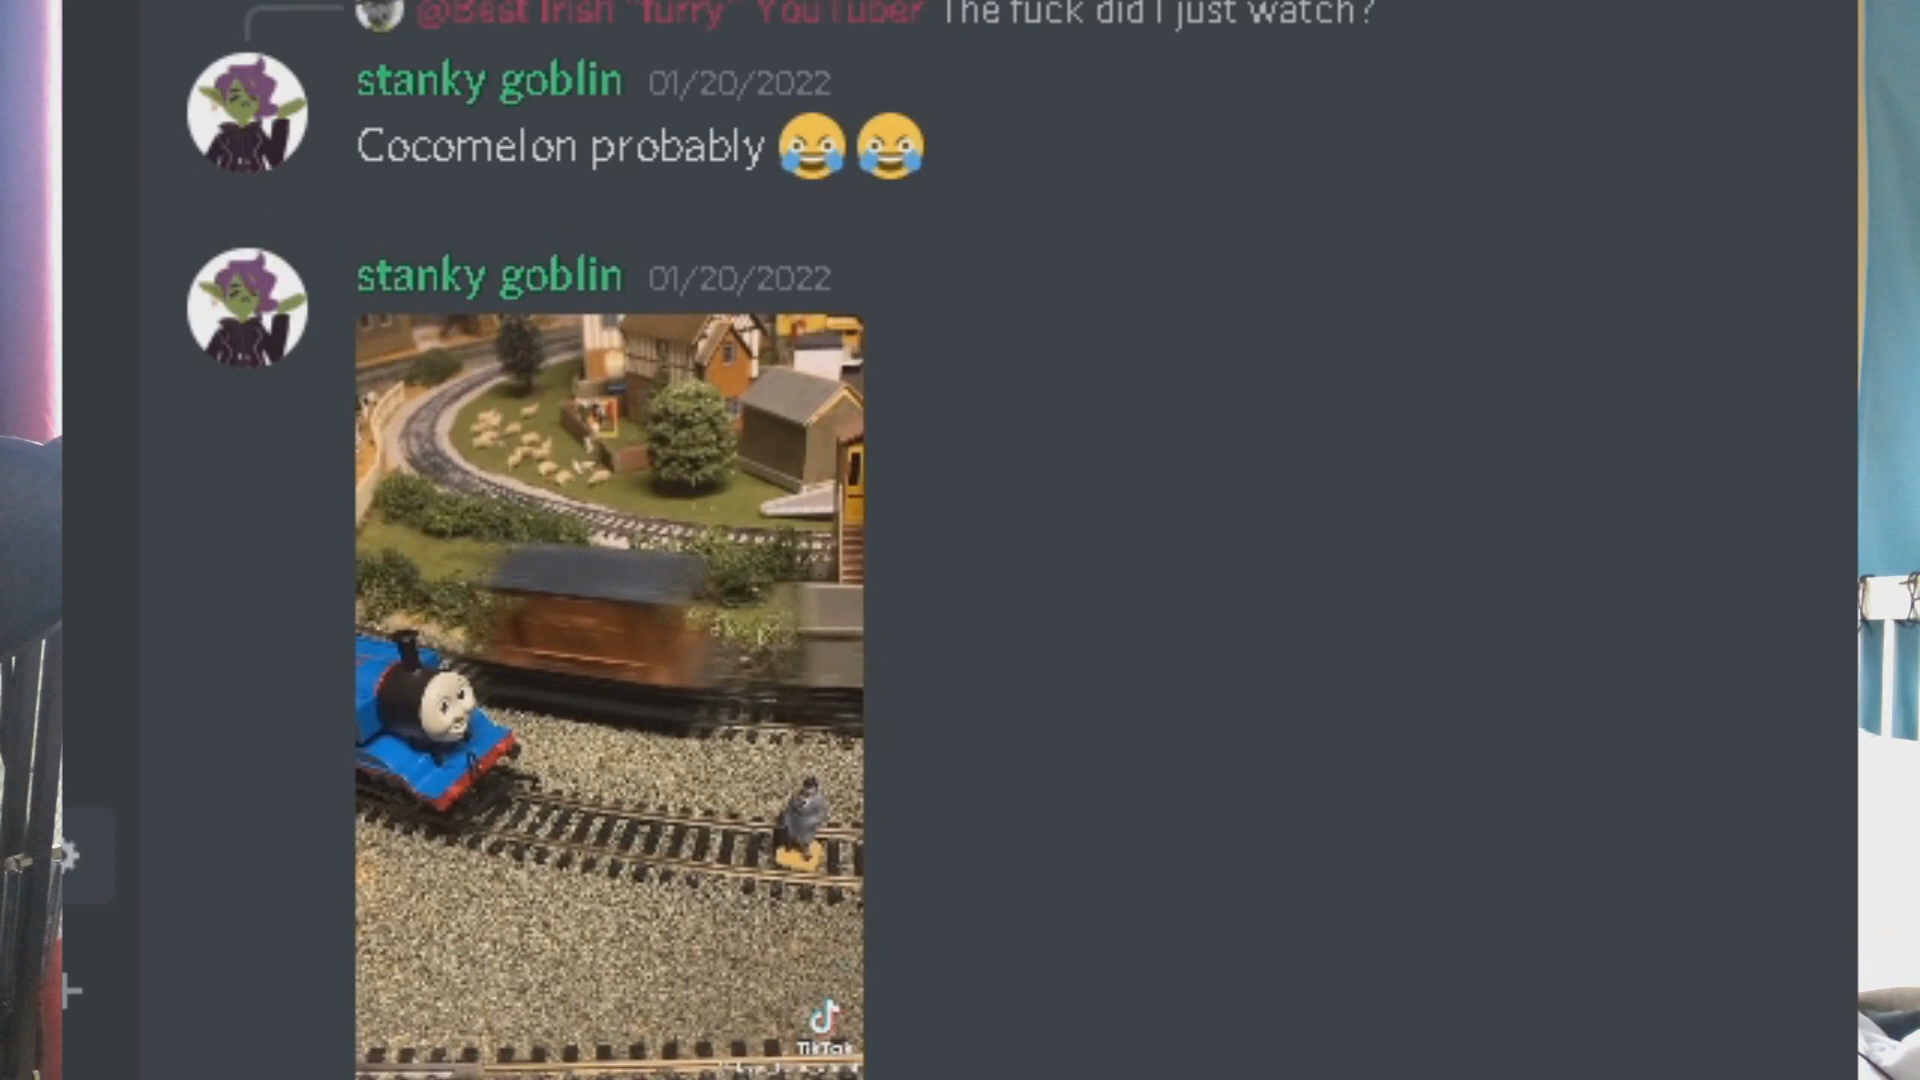 @Best Irish "furry" YouTuber The fuck did I just watch?
stanky goblin 01/20/2022
Cocomelon probably 😂😂
stanky goblin 01/20/2022
TikTok